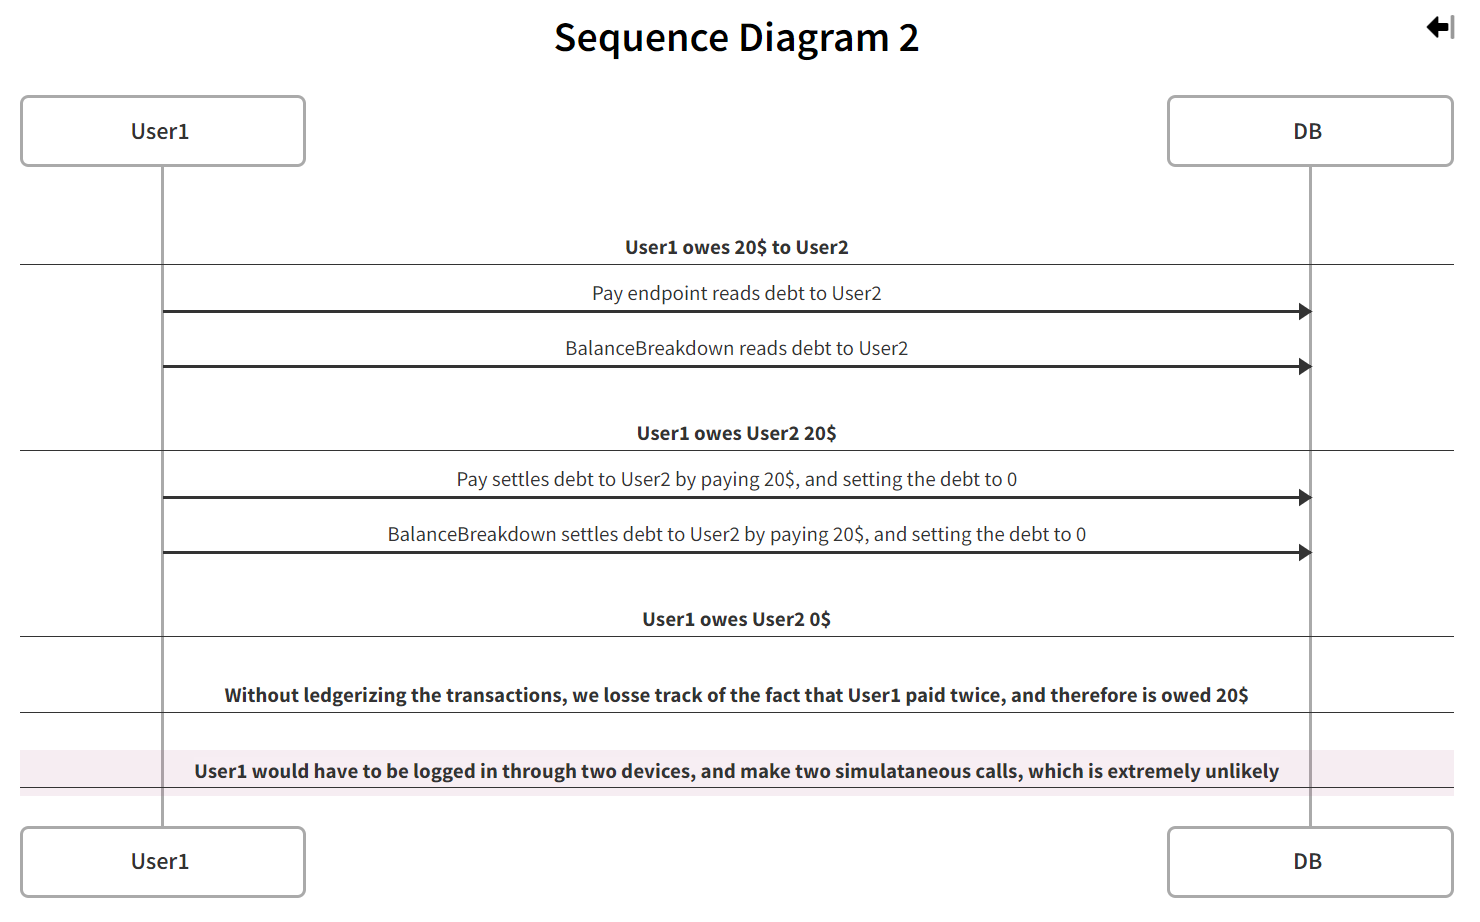 Sequence Diagram 2
User1
DB
User1 owes 20$ to User2
Pay endpoint reads debt to User2
BalanceBreakdown reads debt to User2
User1 owes User2 20$
Pay settles debt to User2 by paying 20$, and setting the debt to 0
BalanceBreakdown settles debt to User2 by paying 20$, and setting the debt to 0
User1 owes User2 0$
Without ledgerizing the transactions, we losse track of the fact that User1 paid twice, and therefore is owed 20$
User1 would have to be logged in through two devices, and make two simulataneous calls, which is extremely unlikely
User1
DB